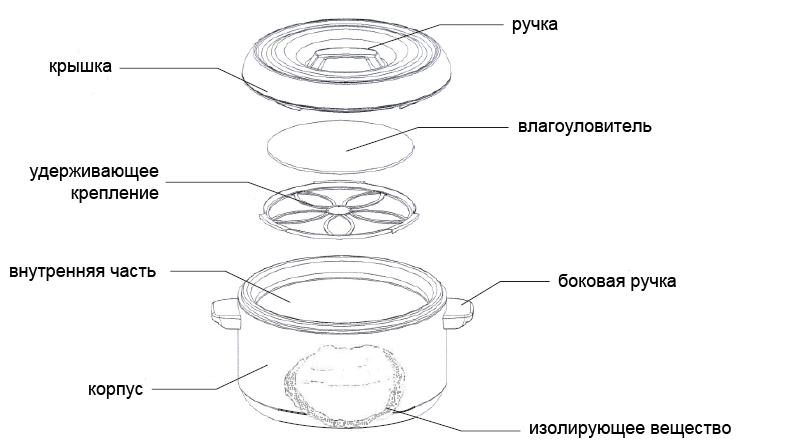 ручка
крышка
влагоуловитель
удерживающее
крепление
внутренняя часть
боковая ручка
корпус
изолирующее вещество